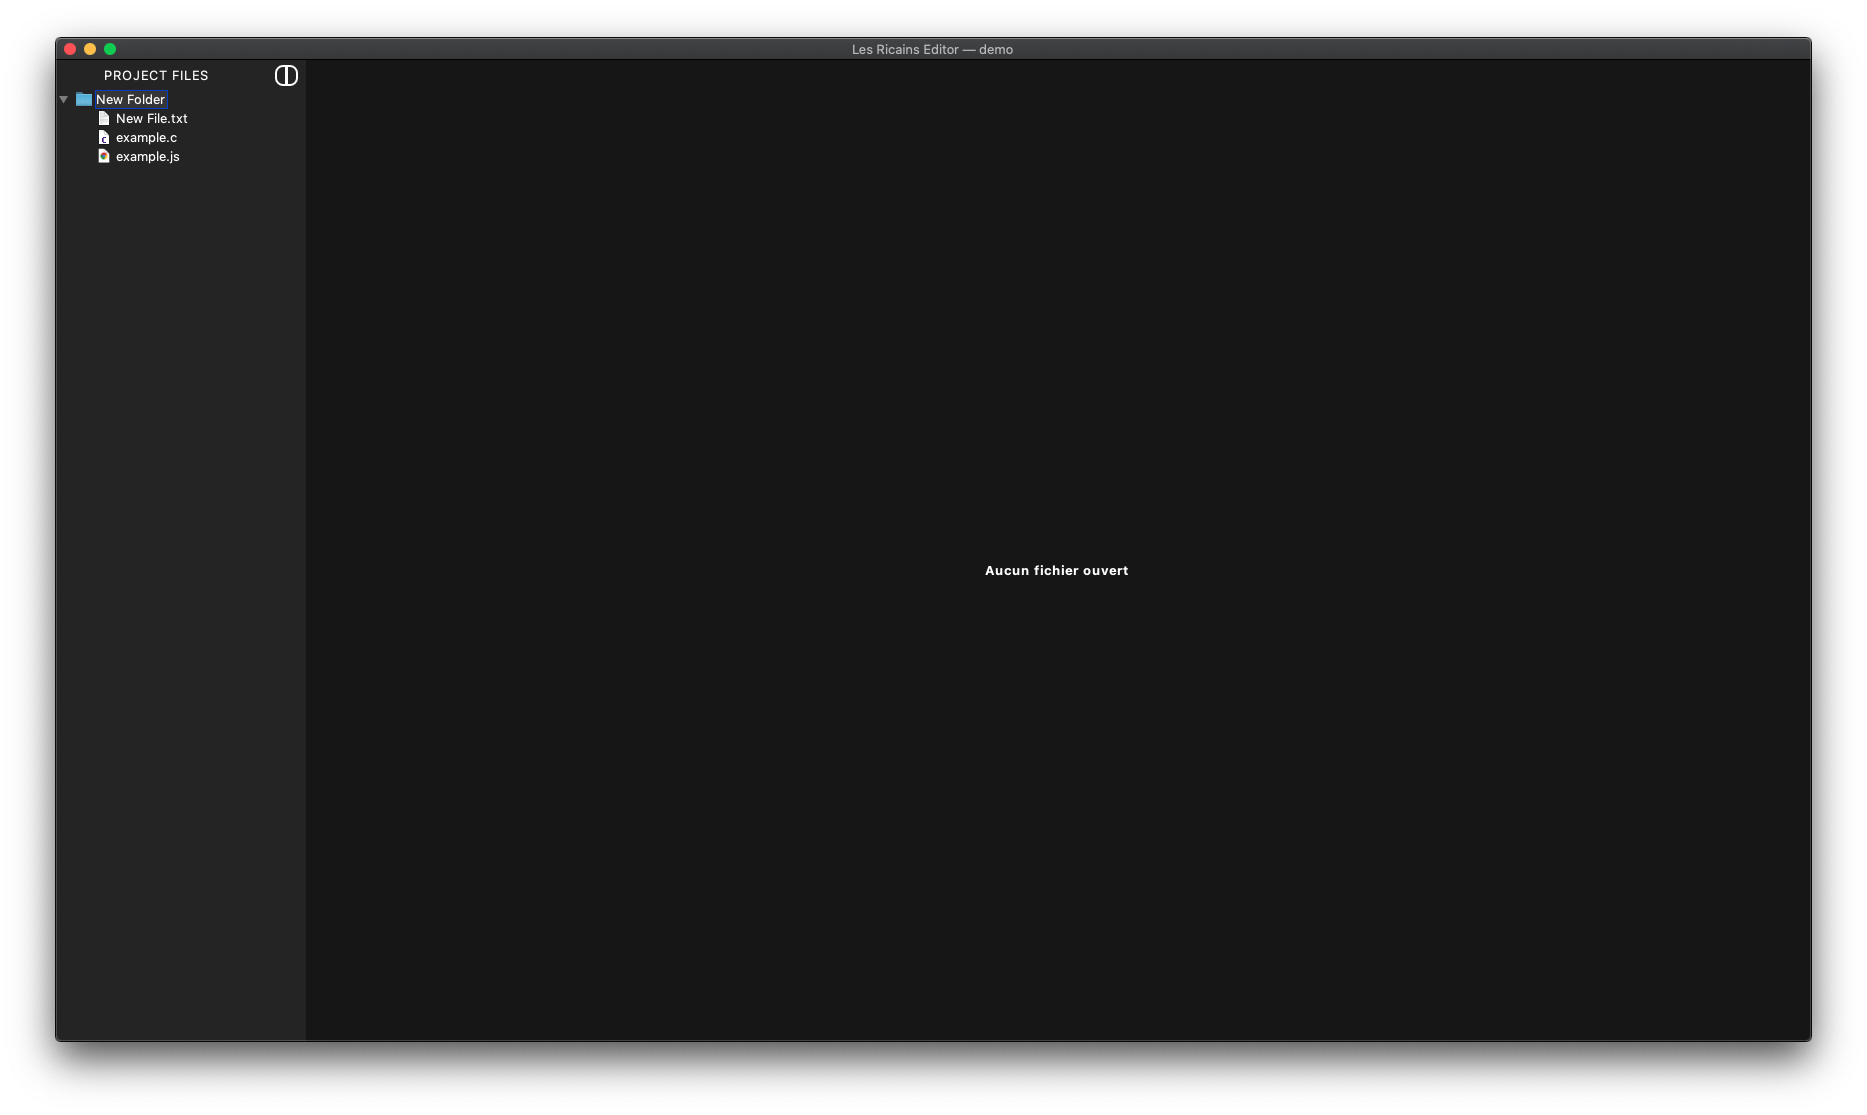 Les Ricains Editor — demo
PROJECT FILES
New Folder
New File.txt
example.c
example.js
Aucun fichier ouvert